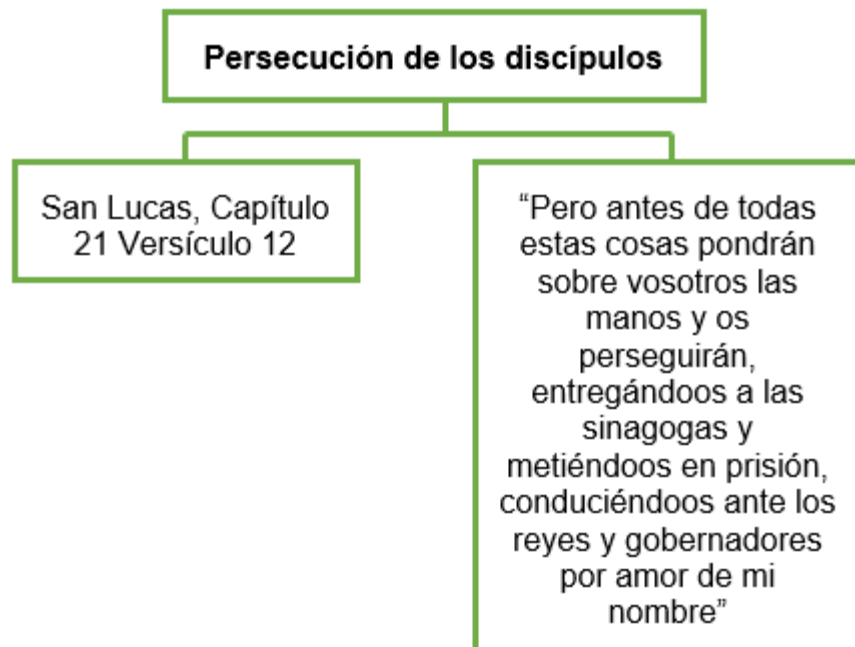 Persecución de los discípulos
San Lucas, Capítulo
21 Versículo 12
“Pero antes de todas
estas cosas pondrán
sobre vosotros las
manos y os
perseguirán,
entregándoos a las
sinagogas y
metiéndoos en prisión,
conduciéndoos ante los
reyes y gobernadores
por amor de mi
nombre”